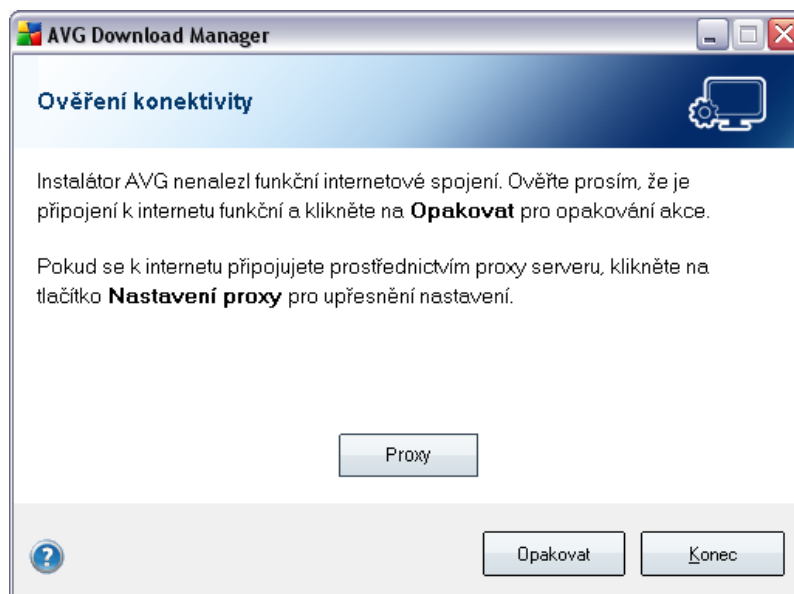 AVG Download Manager
Ověření konektivity
Instalátor AVG nenalezl funkční internetové spojení. Ověřte prosím, že je
připojení k internetu funkční a klikněte na Opakovat pro opakování akce.
Pokud se k internetu připojujete prostřednictvím proxy serveru, klikněte na
tlačítko Nastavení proxy pro upřesnění nastavení.
Proxy
Opakovat
Konec